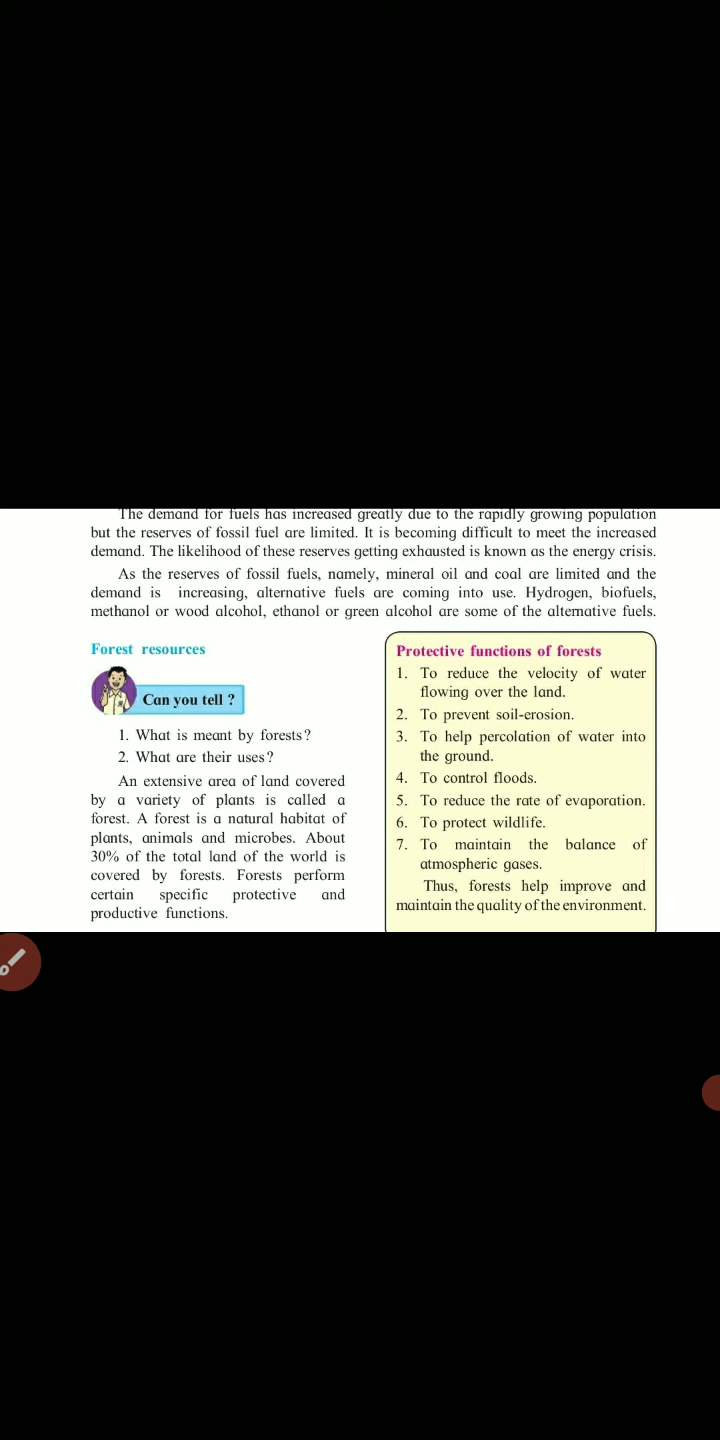 The demand for fuels has increased greatly due to the rapidly growing population
but the reserves of fossil fuel are limited. It is becoming difficult to meet the increased
demand. The likelihood of these reserves getting exhausted is known as the energy crisis.
As the reserves of fossil fuels, namely, mineral oil and coal are limited and the
demand is increasing, alternative fuels are coming into use. Hydrogen, biofuels,
methanol or wood alcohol, ethanol or green alcohol are some of the alternative fuels.
Forest resources
Can you tell ?
1. What is meant by forests?
2. What are their uses?
An extensive area of land covered
by a variety of plants is called a
forest. A forest is a natural habitat of
plants, animals and microbes. About
30% of the total land of the world is
covered by forests. Forests perform
certain specific protective and
productive functions.
Protective functions of forests
1. To reduce the velocity of water
flowing over the land.
2. To prevent soil-erosion.
3. To help percolation of water into
the ground.
4. To control floods.
5. To reduce the rate of evaporation.
6. To protect wildlife.
7. To maintain the balance of
atmospheric gases.
Thus, forests help improve and
maintain the quality of the environment.